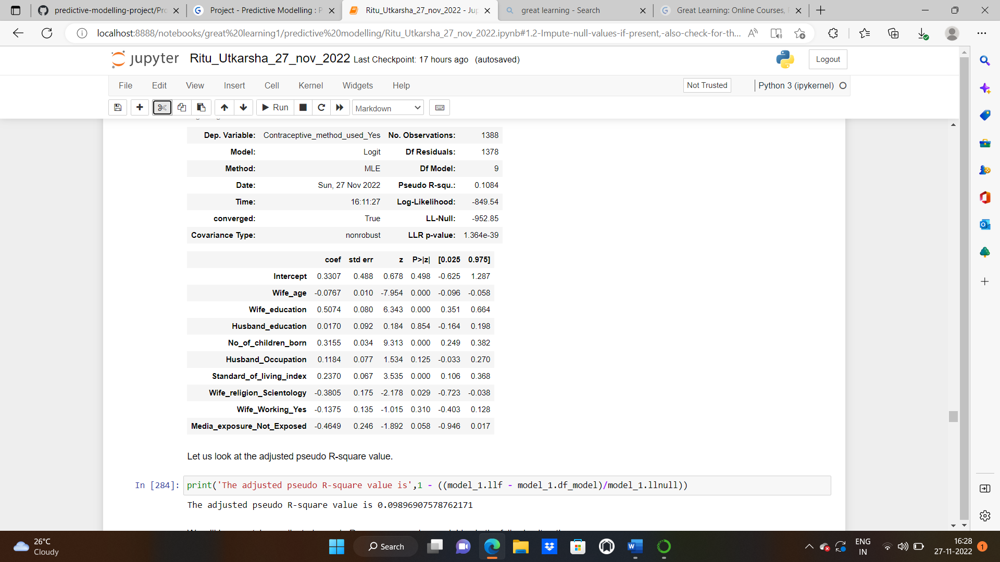 predictive-modelling-project/Pro
Project - Predictive Modelling : P
Ritu_Utkarsha_27_nov_2022 - Jup
great learning - Search
Great Learning: Online Courses,
localhost:8888/notebooks/great%20learning1/predictive%20modelling/Ritu_Utkarsha_27_nov_2022.ipynb#1.2-Impute-null-values-if-present,-also-check-for-th...
jupyter Ritu_Utkarsha_27_nov_2022 Last Checkpoint: 17 hours ago (autosaved)
Logout
File Edit View Insert Cell Kernel Widgets Help
Not Trusted
Python 3 (ipykernel)
Run
Markdown
Dep. Variable: Contraceptive_method_used_Yes No. Observations: 1388
Model: Logit Df Residuals: 1378
Method: MLE Df Model: 9
Date: Sun, 27 Nov 2022 Pseudo R-squ.: 0.1084
Time: 16:11:27 Log-Likelihood: -849.54
converged: True LL-Null: -952.85
Covariance Type: nonrobust LLR p-value: 1.364e-39
coef std err z P>|z| [0.025 0.975]
Intercept 0.3307 0.488 0.678 0.498 -0.625 1.287
Wife_age -0.0767 0.010 -7.954 0.000 -0.096 -0.058
Wife_education 0.5074 0.080 6.343 0.000 0.351 0.664
Husband_education 0.0170 0.092 0.184 0.854 -0.164 0.198
No_of_children_born 0.3155 0.034 9.313 0.000 0.249 0.382
Husband_Occupation 0.1184 0.077 1.534 0.125 -0.033 0.270
Standard_of_living_index 0.2370 0.067 3.535 0.000 0.106 0.368
Wife_religion_Scientology -0.3805 0.175 -2.178 0.029 -0.723 -0.038
Wife_Working_Yes -0.1375 0.135 -1.015 0.310 -0.403 0.128
Media_exposure_Not_Exposed -0.4649 0.246 -1.892 0.058 -0.946 0.017
Let us look at the adjusted pseudo R-square value.
In [284]: print('The adjusted pseudo R-square value is',1 - ((model_1.llf - model_1.df_model)/model_1.llnull))
The adjusted pseudo R-square value is 0.09896907578762171
26°C
Cloudy
Search
ENG
IN
16:28
27-11-2022
1